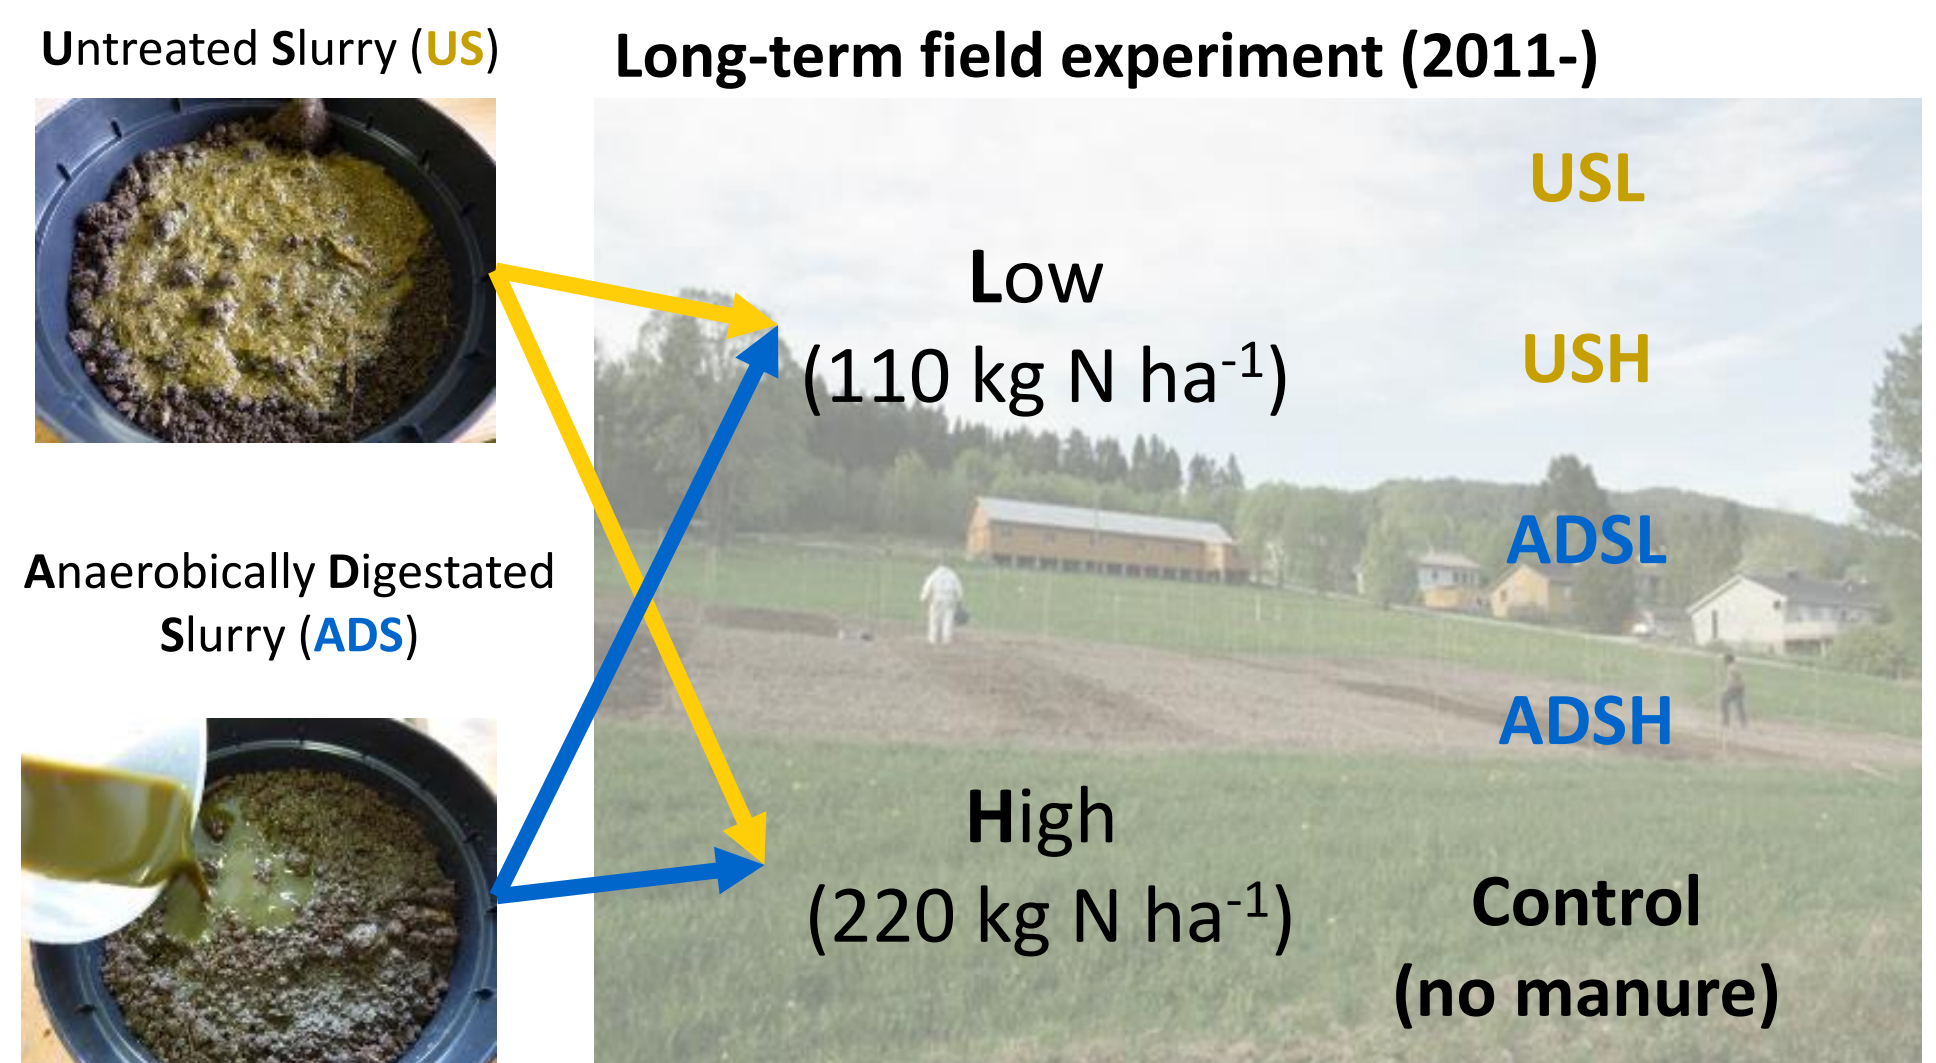 Untreated Slurry (US)
Long-term field experiment (2011-)
Low
(110 kg N ha⁻¹)
High
(220 kg N ha⁻¹)
Anaerobically Digestated
Slurry (ADS)
USL
USH
ADSL
ADSH
Control
(no manure)